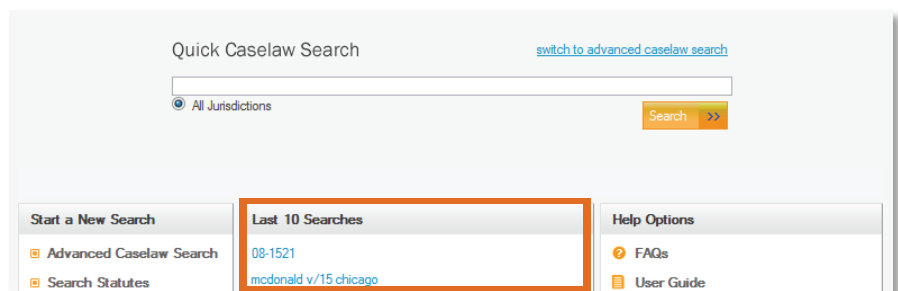 Quick Caselaw Search
switch to advanced caselaw search
All Jurisdictions
Search >>
Start a New Search
Advanced Caselaw Search
Search Statutes
Last 10 Searches
08-1521
mcdonald v/15 chicago
Help Options
? FAQs
User Guide